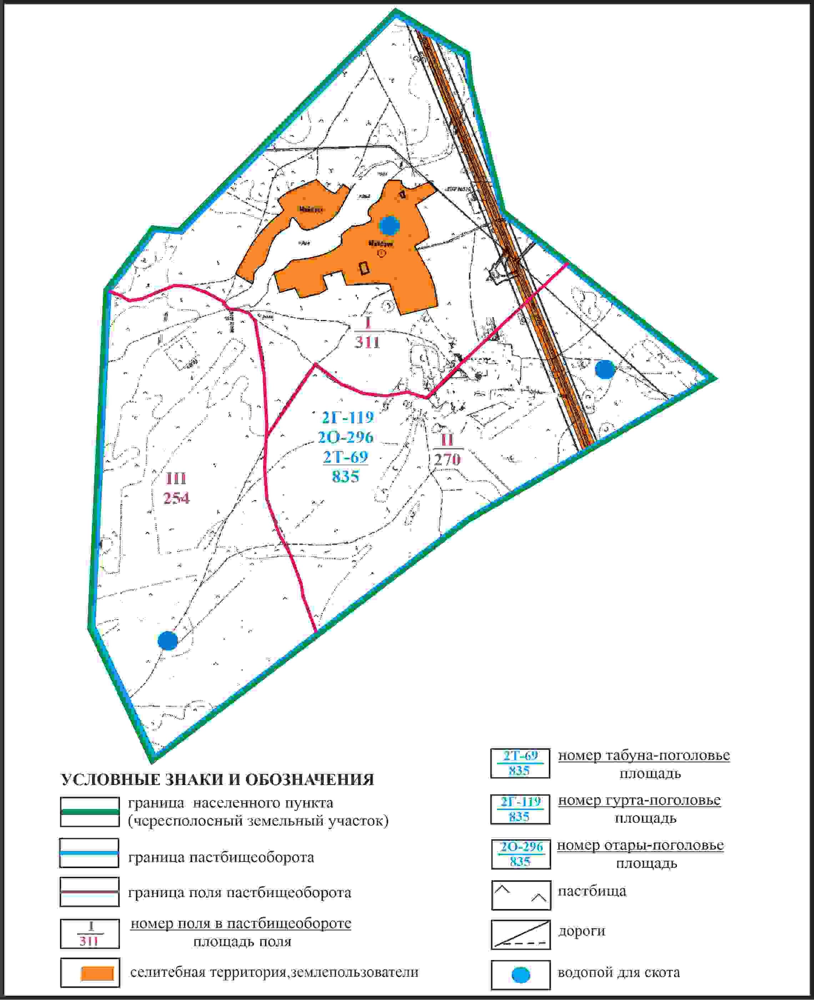 I
311
2Г-119
2О-296
2Т-69
835
II
270
III
254
УСЛОВНЫЕ ЗНАКИ И ОБОЗНАЧЕНИЯ
граница населенного пункта
(чересполосный земельный участок)
граница пастбищеоборота
граница поля пастбищеоборота
I
311
номер поля в пастбищеобороте
площадь поля
селитебная территория,землепользователи
2Т-69
835
номер табуна-поголовье
площадь
2Г-119
835
номер гурта-поголовье
площадь
2О-296
835
номер отары-поголовье
площадь
пастбища
дороги
водопой для скота